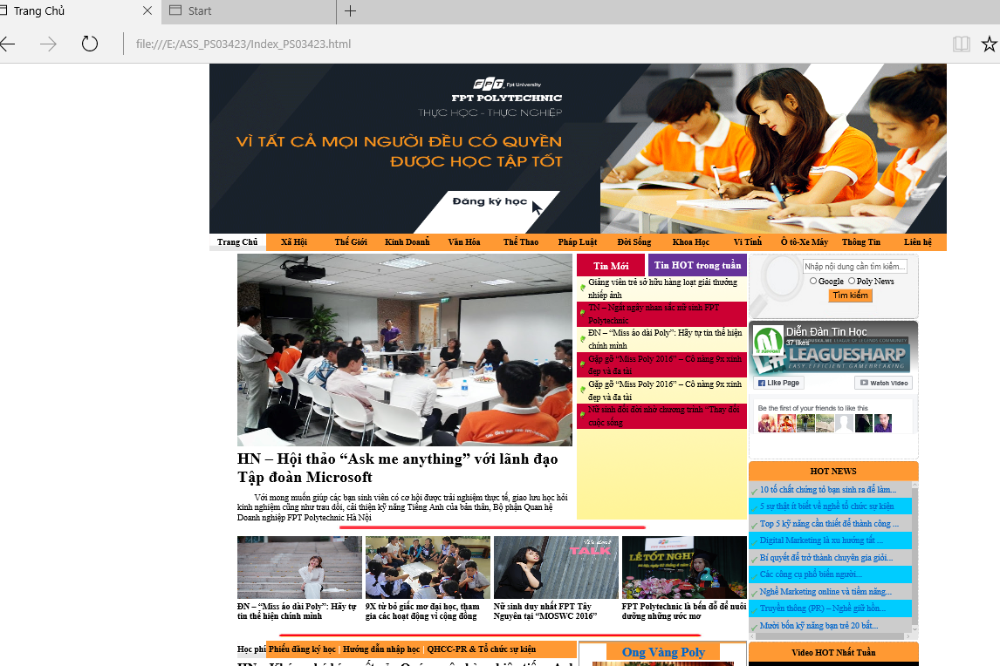 Trang Chủ
Start
file:///E:/ASS_PS03423/Index_PS03423.html
FPT Fpt University
FPT POLYTECHNIC
THỰC HỌC - THỰC NGHIỆP
VÌ TẤT CẢ MỌI NGƯỜI ĐỀU CÓ QUYỀN
ĐƯỢC HỌC TẬP TỐT
Đăng ký học
Trang Chủ Xã Hội Thế Giới Kinh Doanh Văn Hóa Thể Thao Pháp Luật Đời Sống Khoa Học Vi Tính Ô tô-Xe Máy Thông Tin Liên hệ
HN – Hội thảo “Ask me anything” với lãnh đạo
Tập đoàn Microsoft
Với mong muốn giúp các bạn sinh viên có cơ hội được trải nghiệm thực tế, giao lưu học hỏi
kinh nghiệm cũng như trau dồi, cải thiện kỹ năng Tiếng Anh của bản thân, Bộ phận Quan hệ
Doanh nghiệp FPT Polytechnic Hà Nội
Tin Mới
Tin HOT trong tuần
Giảng viên trẻ sở hữu hàng loạt giải thưởng
nhiếp ảnh
TN – Ngất ngây nhan sắc nữ sinh FPT
Polytechnic
ĐN – “Miss áo dài Poly”: Hãy tự tin thể hiện
chính mình
Gặp gỡ “Miss Poly 2016” – Cô nàng 9x xinh
đẹp và đa tài
Gặp gỡ “Miss Poly 2016” – Cô nàng 9x xinh
đẹp và đa tài
Nữ sinh đổi đời nhờ chương trình “Thay đổi
cuộc sống
Nhập nội dung cần tìm kiếm...
Google Poly News
Tìm kiếm
Diễn Đàn Tin Học
37 likes
IT SUPPORT
LEAGUESHARP
EASY. EFFICIENT. GAMEBREAKING.
Like Page
Watch Video
Be the first of your friends to like this
HOT NEWS
10 tố chất chứng tỏ bạn sinh ra để làm...
5 sự thật ít biết về nghề tổ chức sự kiện
Top 5 kỹ năng cần thiết để thành công ...
Digital Marketing là xu hướng tất ...
Bí quyết để trở thành chuyên gia giỏi...
Các công cụ phổ biến người...
Nghề Marketing online và tiềm năng...
Truyền thông (PR) – Nghề giữ hồn...
Mười bốn kỹ năng bạn trẻ 20 bất...
Video HOT Nhất Tuần
TALK
LỄ TỐT NGHI
ĐN – “Miss áo dài Poly”: Hãy tự
tin thể hiện chính mình
9X từ bỏ giấc mơ đại học, tham
gia các hoạt động vì cộng đồng
Nữ sinh duy nhất FPT Tây
Nguyên tại “MOSWC 2016”
FPT Polytechnic là bến đỗ để nuôi
dưỡng những ước mơ
Học phí Phiếu đăng ký học | Hướng dẫn nhập học | QHCC-PR & Tổ chức sự kiện
Ong Vàng Poly